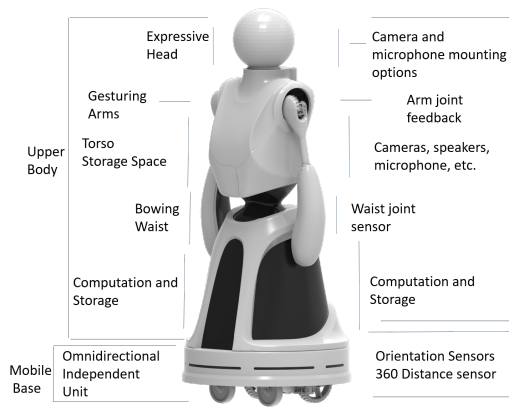 Expressive
Head
Camera and
microphone mounting
options
Gesturing
Arms
Arm joint
feedback
Upper
Body
Torso
Storage Space
Cameras, speakers,
microphone, etc.
Bowing
Waist
Waist joint
sensor
Computation and
Storage
Computation and
Storage
Mobile
Base
Omnidirectional
Independent
Unit
Orientation Sensors
360 Distance sensor